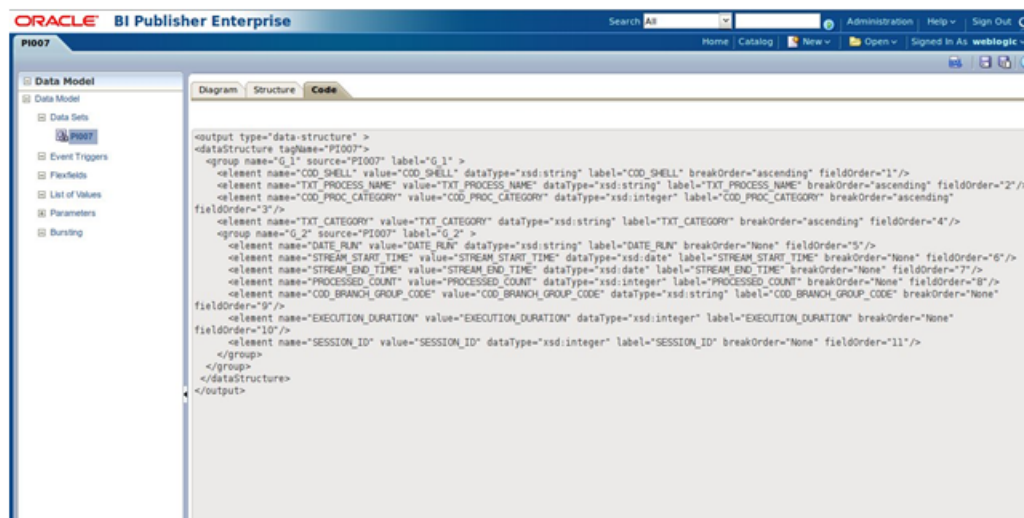 ORACLE BI Publisher Enterprise
Search All Administration Help Sign Out
PI007
Home Catalog New Open Signed In As weblogic
Data Model
Data Model
Data Sets
PI007
Event Triggers
Flexfields
List of Values
Parameters
Bursting
Diagram Structure Code
<output type="data-structure" >
<dataStructure tagName="PI007">
<group name="G_1" source="PI007" label="G_1" >
<element name="COD_SHELL" value="COD_SHELL" dataType="xsd:string" label="COD_SHELL" breakOrder="ascending" fieldOrder="1"/>
<element name="TXT_PROCESS_NAME" value="TXT_PROCESS_NAME" dataType="xsd:string" label="TXT_PROCESS_NAME" breakOrder="ascending" fieldOrder="2"/>
<element name="COD_PROC_CATEGORY" value="COD_PROC_CATEGORY" dataType="xsd:integer" label="COD_PROC_CATEGORY" breakOrder="ascending"
fieldOrder="3"/>
<element name="TXT_CATEGORY" value="TXT_CATEGORY" dataType="xsd:string" label="TXT_CATEGORY" breakOrder="ascending" fieldOrder="4"/>
<group name="G_2" source="PI007" label="G_2" >
<element name="DATE_RUN" value="DATE_RUN" dataType="xsd:string" label="DATE_RUN" breakOrder="None" fieldOrder="5"/>
<element name="STREAM_START_TIME" value="STREAM_START_TIME" dataType="xsd:date" label="STREAM_START_TIME" breakOrder="None" fieldOrder="6"/>
<element name="STREAM_END_TIME" value="STREAM_END_TIME" dataType="xsd:date" label="STREAM_END_TIME" breakOrder="None" fieldOrder="7"/>
<element name="PROCESSED_COUNT" value="PROCESSED_COUNT" dataType="xsd:integer" label="PROCESSED_COUNT" breakOrder="None" fieldOrder="8"/>
<element name="COD_BRANCH_GROUP_CODE" value="COD_BRANCH_GROUP_CODE" dataType="xsd:string" label="COD_BRANCH_GROUP_CODE" breakOrder="None"
fieldOrder="9"/>
<element name="EXECUTION_DURATION" value="EXECUTION_DURATION" dataType="xsd:integer" label="EXECUTION_DURATION" breakOrder="None"
fieldOrder="10"/>
<element name="SESSION_ID" value="SESSION_ID" dataType="xsd:integer" label="SESSION_ID" breakOrder="None" fieldOrder="11"/>
</group>
</group>
</dataStructure>
</output>